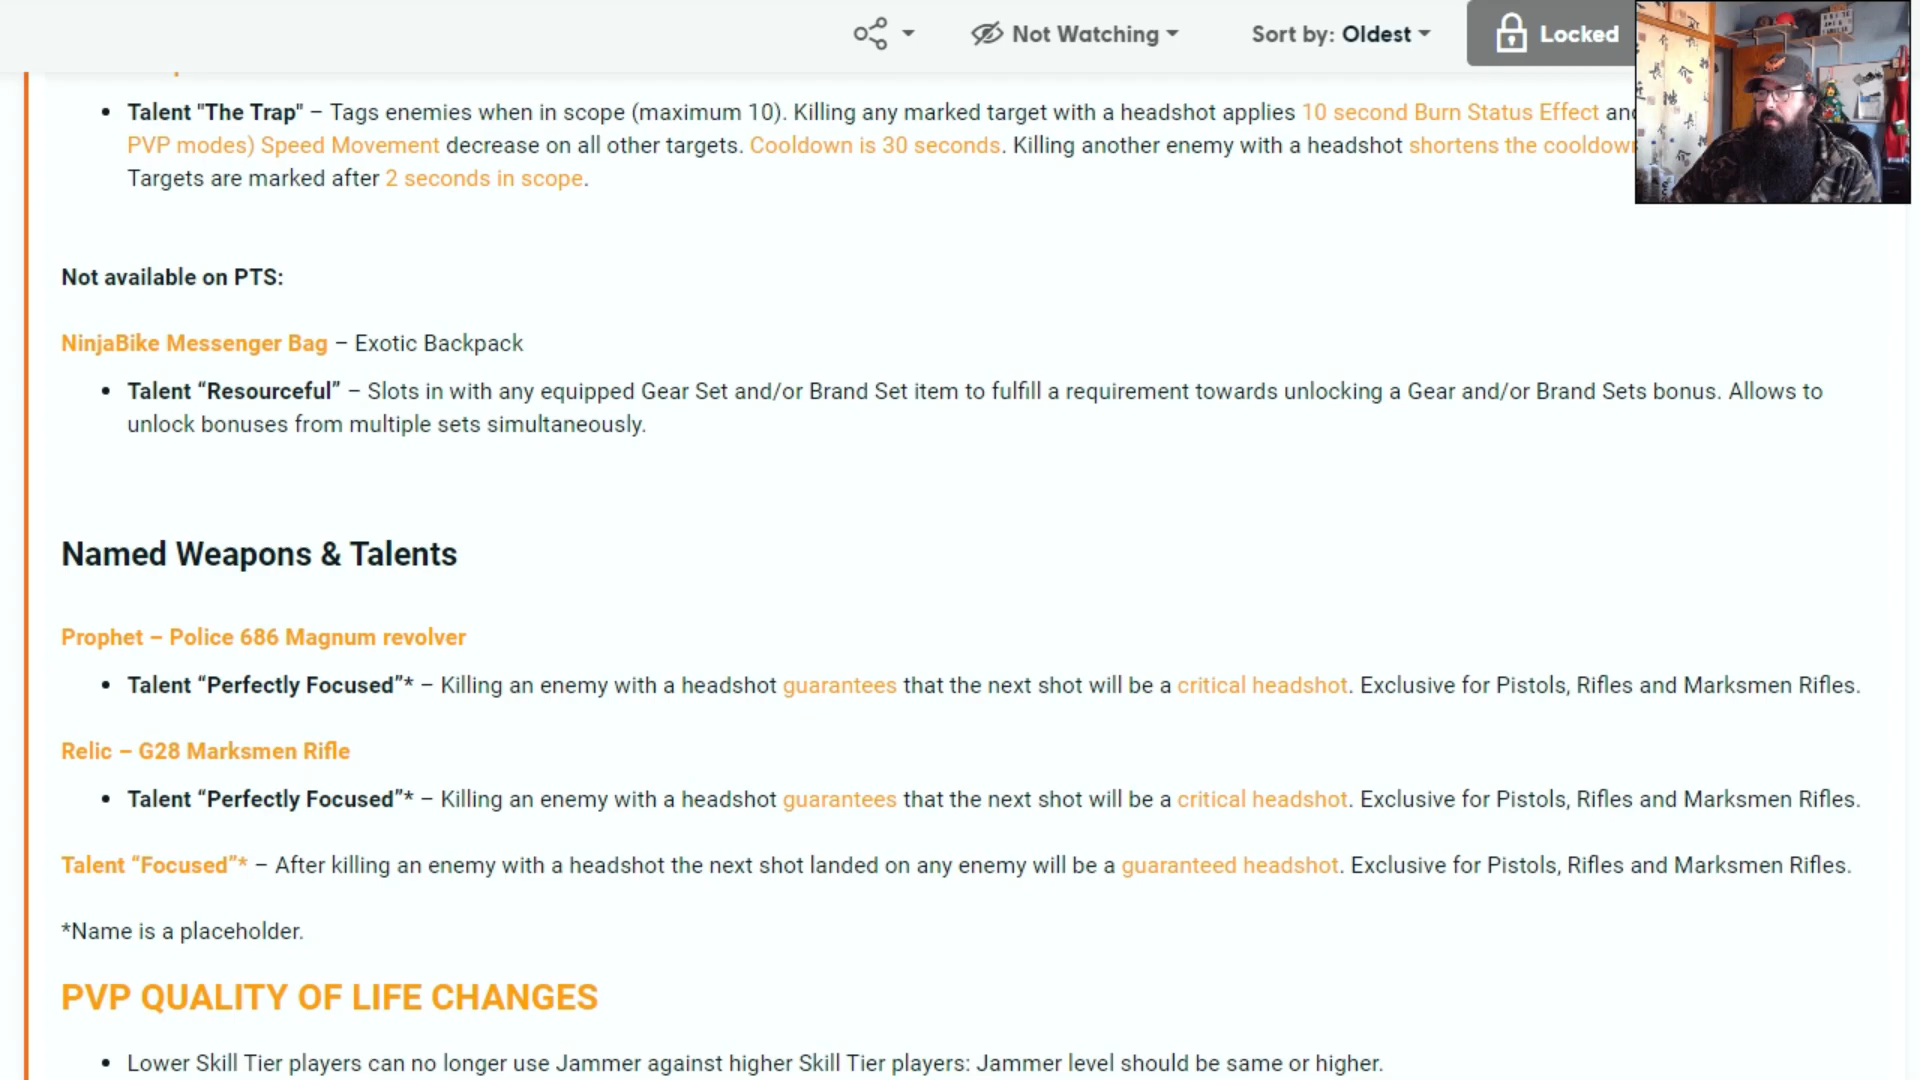 Not Watching
Sort by: Oldest
Locked
• Talent "The Trap" – Tags enemies when in scope (maximum 10). Killing any marked target with a headshot applies 10 second Burn Status Effect and
PVP modes) Speed Movement decrease on all other targets. Cooldown is 30 seconds. Killing another enemy with a headshot shortens the cooldown
Targets are marked after 2 seconds in scope.
Not available on PTS:
NinjaBike Messenger Bag – Exotic Backpack
• Talent “Resourceful” – Slots in with any equipped Gear Set and/or Brand Set item to fulfill a requirement towards unlocking a Gear and/or Brand Sets bonus. Allows to
unlock bonuses from multiple sets simultaneously.
Named Weapons & Talents
Prophet – Police 686 Magnum revolver
• Talent “Perfectly Focused”* – Killing an enemy with a headshot guarantees that the next shot will be a critical headshot. Exclusive for Pistols, Rifles and Marksmen Rifles.
Relic – G28 Marksmen Rifle
• Talent “Perfectly Focused”* – Killing an enemy with a headshot guarantees that the next shot will be a critical headshot. Exclusive for Pistols, Rifles and Marksmen Rifles.
Talent “Focused”* – After killing an enemy with a headshot the next shot landed on any enemy will be a guaranteed headshot. Exclusive for Pistols, Rifles and Marksmen Rifles.
*Name is a placeholder.
PVP QUALITY OF LIFE CHANGES
• Lower Skill Tier players can no longer use Jammer against higher Skill Tier players: Jammer level should be same or higher.